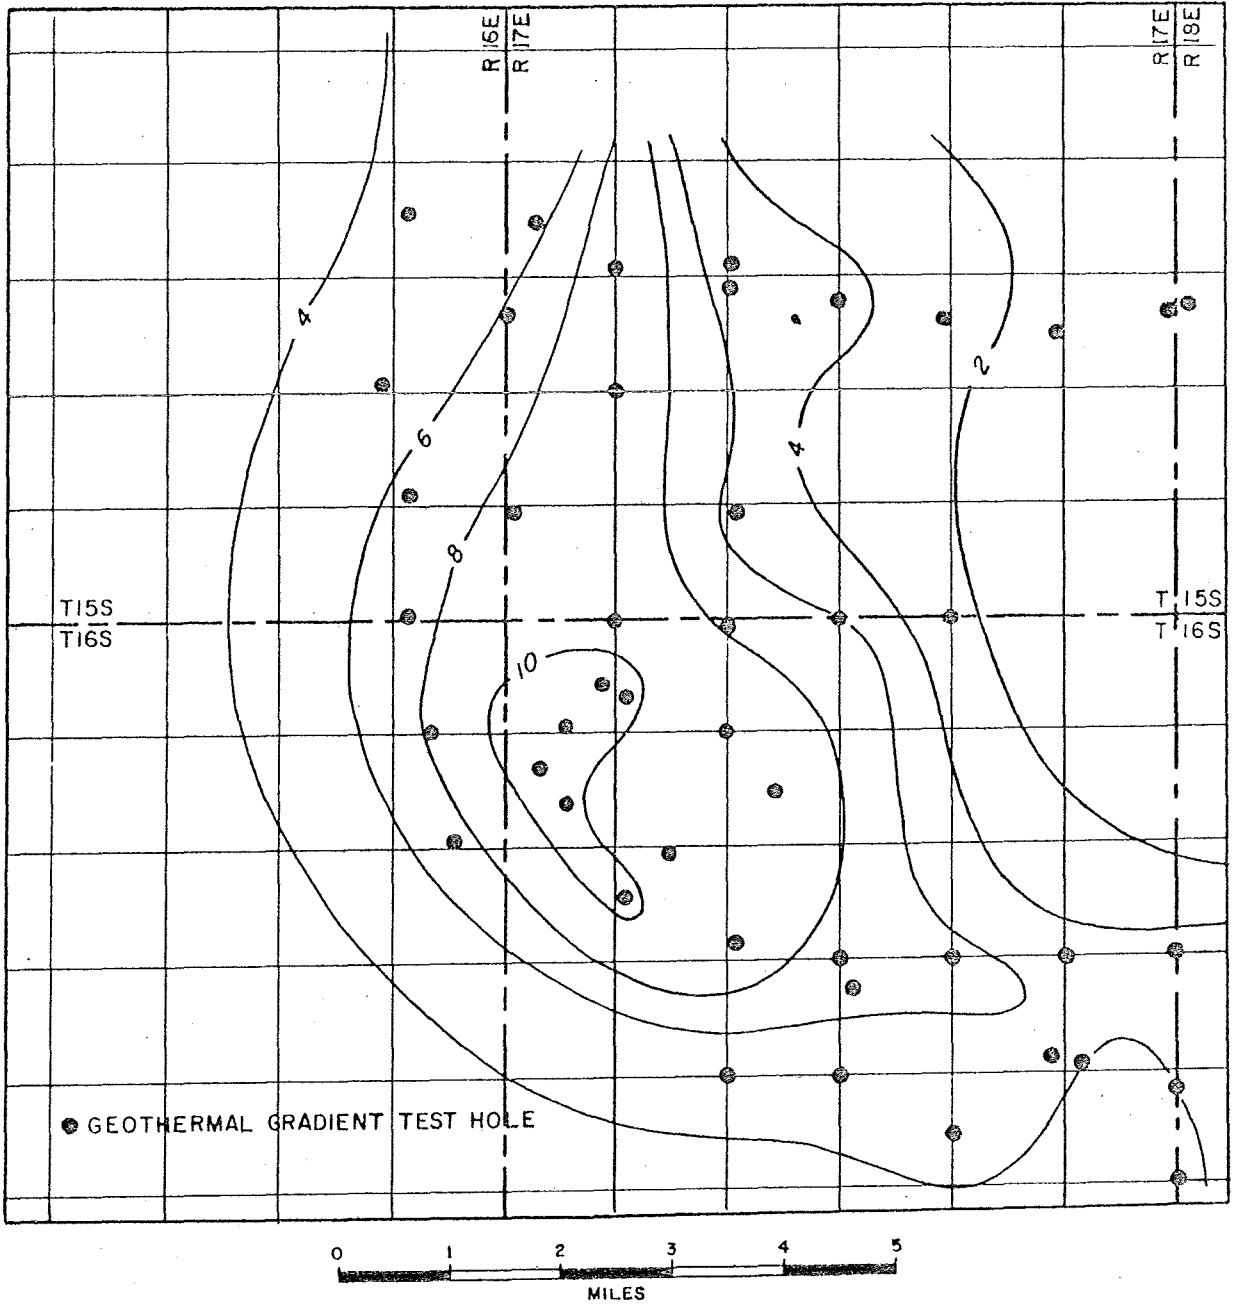 R 16E
R 17E
R 17E
R 18E
4
2
6
4
8
T15S
T16S
T 15S
T 16S
10
GEOTHERMAL GRADIENT TEST HOLE
0 1 2 3 4 5
MILES